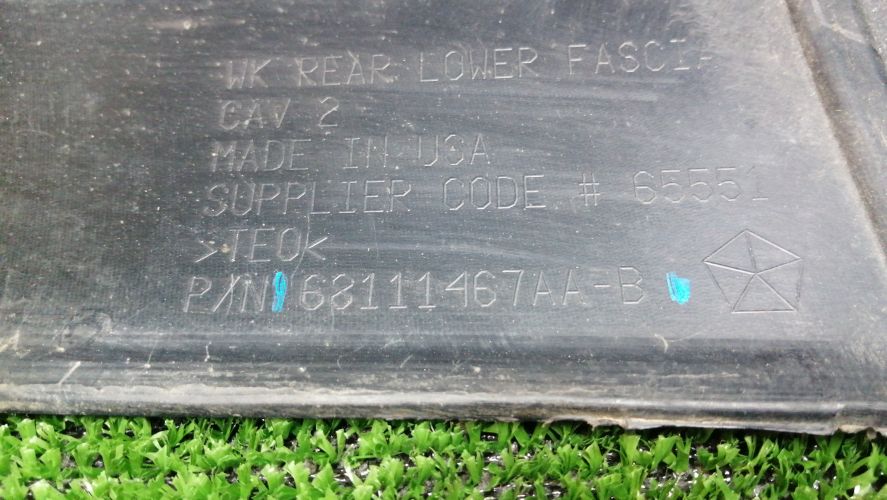 WK REAR LOWER FASCIA
CAV 2
MADE IN USA
SUPPLIER CODE # 65551
>TEO<
P/N 68111467AA-B